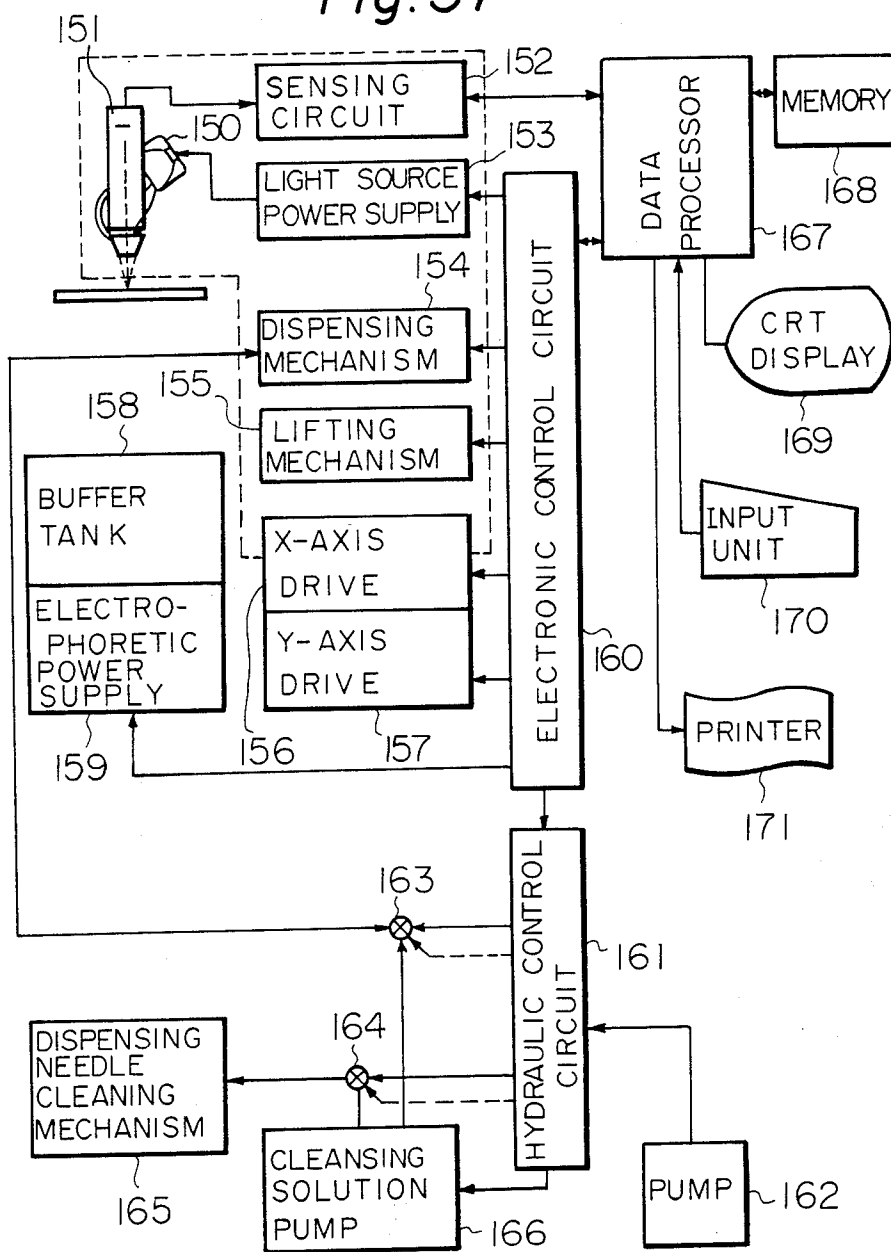 Fig. 37
151
152
SENSING
CIRCUIT
150
MEMORY
168
DATA
PROCESSOR
167
153
LIGHT SOURCE
POWER SUPPLY
154
DISPENSING
MECHANISM
CRT
DISPLAY
169
155
LIFTING
MECHANISM
158
BUFFER
TANK
ELECTRO-
PHORETIC
POWER
SUPPLY
159
X-AXIS
DRIVE
Y-AXIS
DRIVE
156
157
ELECTRONIC CONTROL CIRCUIT
160
INPUT
UNIT
170
PRINTER
171
163
HYDRAULIC CONTROL
CIRCUIT
161
164
DISPENSING
NEEDLE
CLEANING
MECHANISM
165
CLEANSING
SOLUTION
PUMP
166
PUMP
162